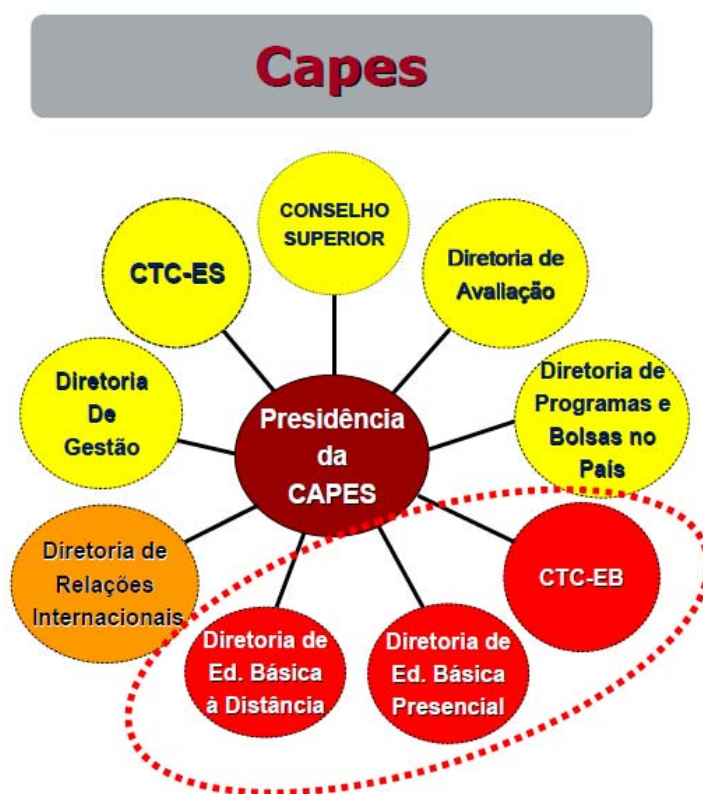 Capes
CONSELHO
SUPERIOR
CTC-ES
Diretoria de
Avaliação
Diretoria
De
Gestão
Presidência
da
CAPES
Diretoria de
Programas e
Bolsas no
País
Diretoria de
Relações
Internacionais
CTC-EB
Diretoria de
Ed. Básica
à Distância
Diretoria de
Ed. Básica
Presencial